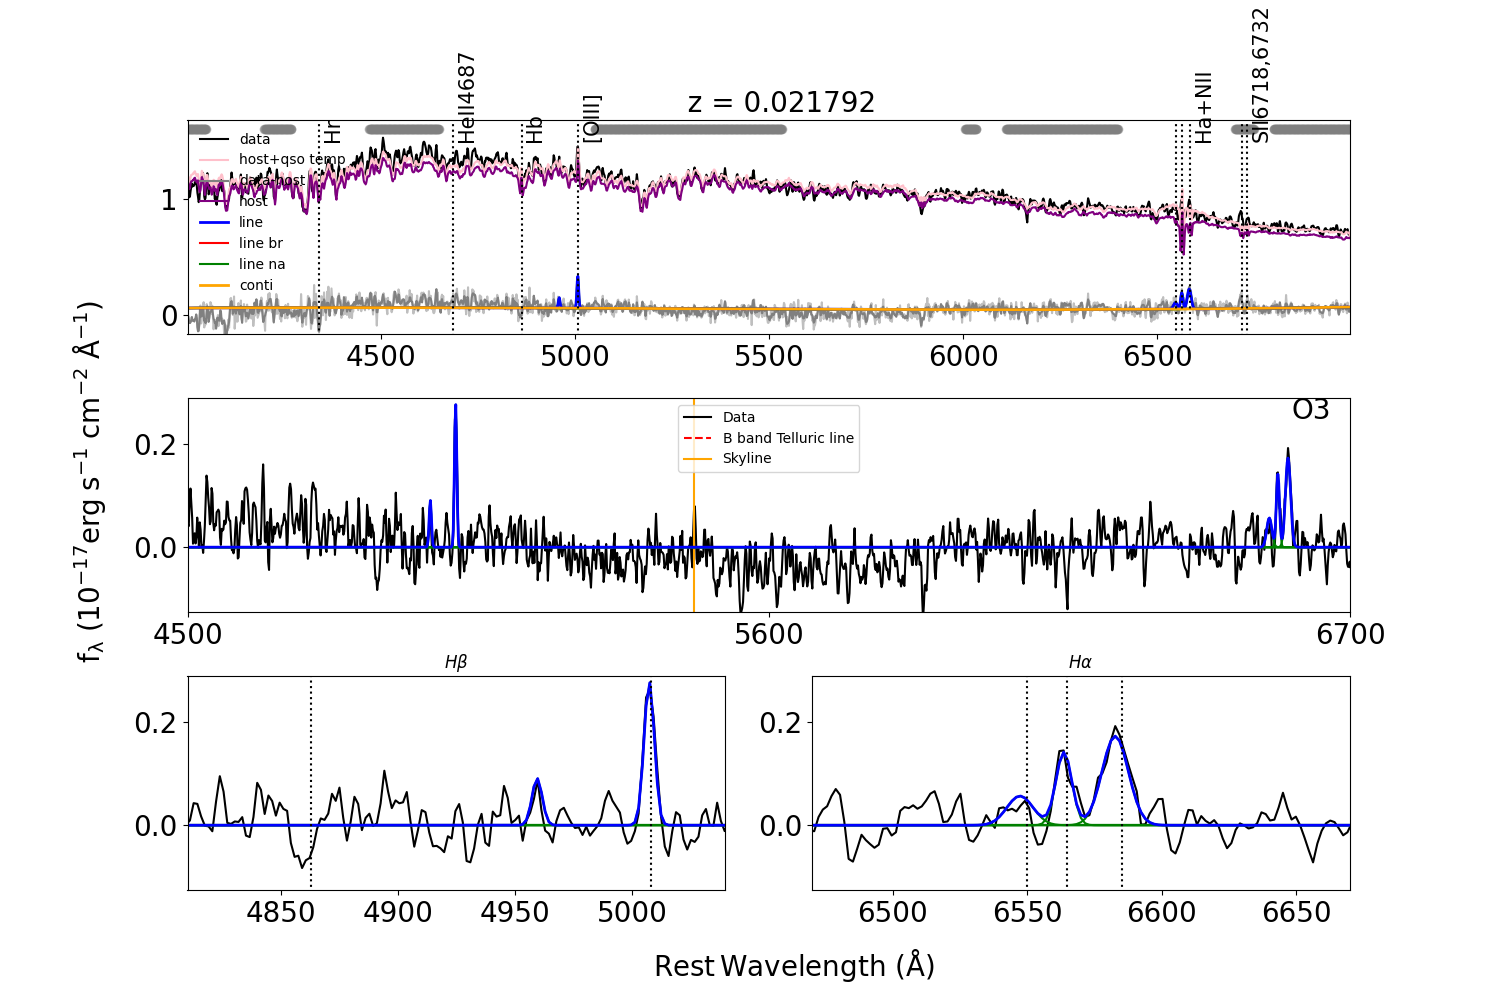 z = 0.021792
Hr
HeII4687
Hb
[OIII]
Ha+NII
SII6718,6732
data
host+qso temp
data-host
host
line
line br
line na
conti
1
0
4500 5000 5500 6000 6500
fλ (10⁻¹⁷erg s⁻¹ cm⁻² Å⁻¹)
O3
Data
B band Telluric line
Skyline
0.2
0.0
4500 5600 6700
Hβ
0.2
0.0
4850 4900 4950 5000
Hα
0.2
0.0
6500 6550 6600 6650
Rest Wavelength (Å)